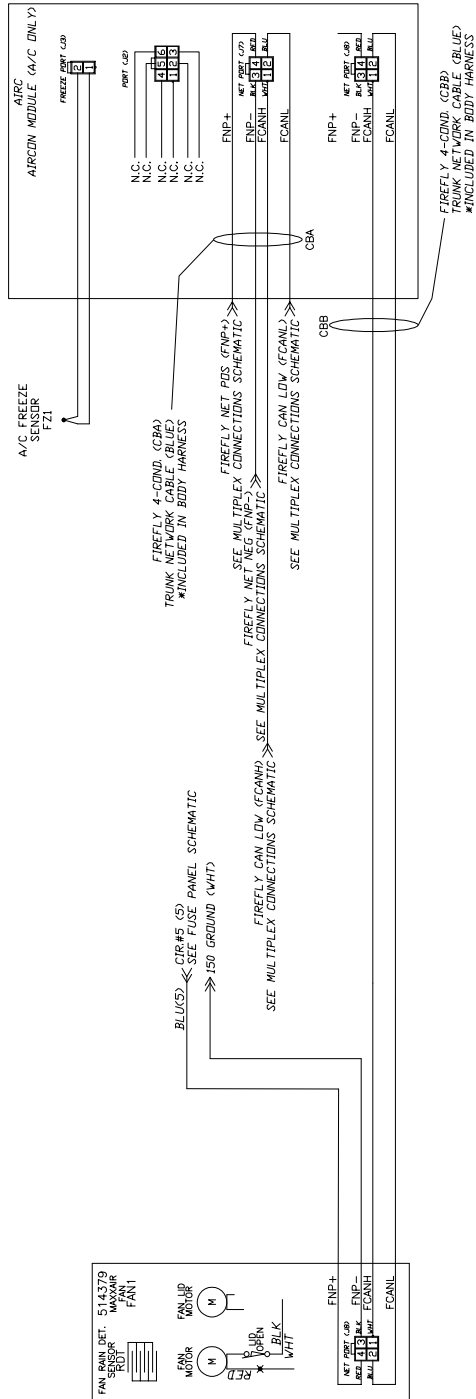 AIRC
AIRCON MODULE (A/C ONLY)
FREEZE PORT (J3)
2 1
PORT (J2)
4 5 6
1 2 3
N.C.
N.C.
N.C.
N.C.
N.C.
N.C.
NET PORT (J7)
BLK RED
3 4
1 2
WHT BLU
FNP+
FNP-
FCANH
FCANL
NET PORT (J8)
BLK RED
3 4
1 2
WHT BLU
FNP+
FNP-
FCANH
FCANL
CBA
CBB
FIREFLY 4-COND. (CBB)
TRUNK NETWORK CABLE (BLUE)
*INCLUDED IN BODY HARNESS
A/C FREEZE
SENSOR
FZ1
FIREFLY 4-COND. (CBA)
TRUNK NETWORK CABLE (BLUE)
*INCLUDED IN BODY HARNESS
FIREFLY NET POS (FNP+)
SEE MULTIPLEX CONNECTIONS SCHEMATIC
FIREFLY NET NEG (FNP-)
SEE MULTIPLEX CONNECTIONS SCHEMATIC
FIREFLY CAN LOW (FCANL)
SEE MULTIPLEX CONNECTIONS SCHEMATIC
FIREFLY CAN LOW (FCANH)
SEE MULTIPLEX CONNECTIONS SCHEMATIC
BLU(5)
CIR.#5 (5)
SEE FUSE PANEL SCHEMATIC
150 GROUND (WHT)
FAN RAIN DET.
SENSOR
RDT
514379
MAXXAIR
FAN
FAN1
FAN LID
MOTOR
M
FAN
MOTOR
M
LID
OPEN
RED
BLK
WHT
NET PORT (J8)
RED BLK
4 3
2 1
BLU WHT
FNP+
FNP-
FCANH
FCANL